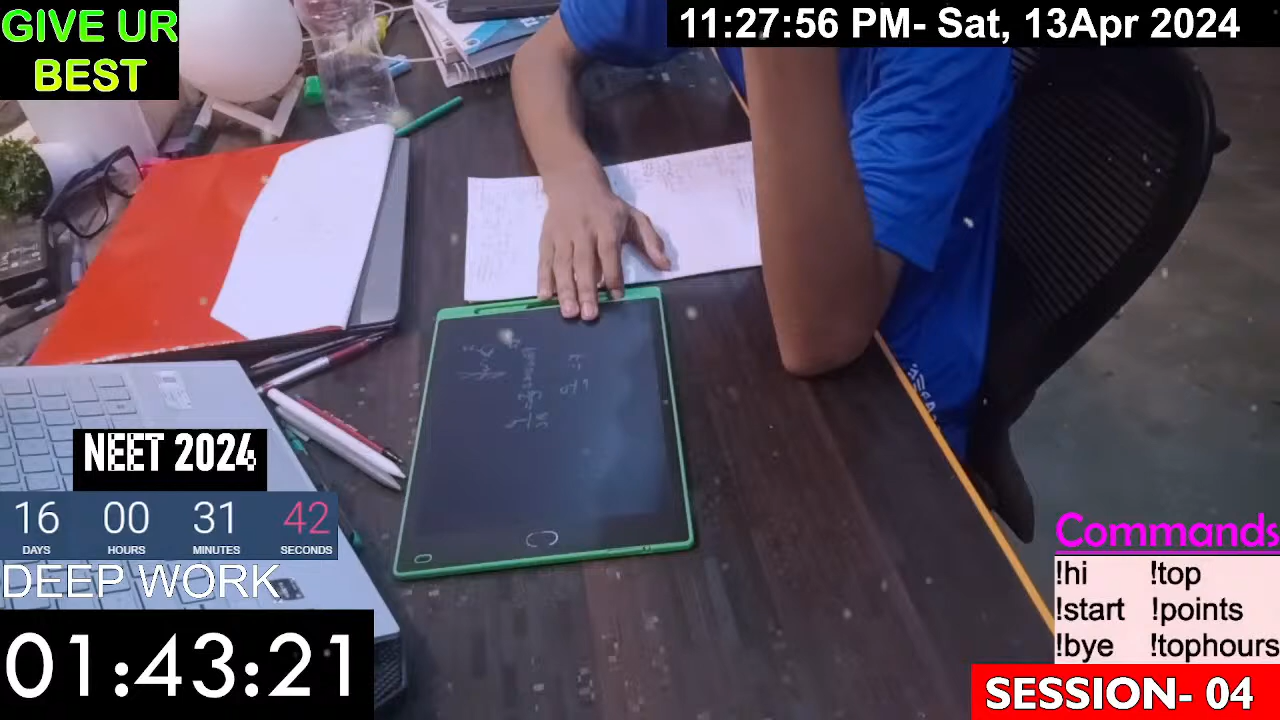 GIVE UR
BEST
11:27:56 PM- Sat, 13Apr 2024
NEET 2024
16 00 31 42
DAYS HOURS MINUTES SECONDS
DEEP WORK
01:43:21
Commands
!hi !top
!start !points
!bye !tophours
SESSION- 04